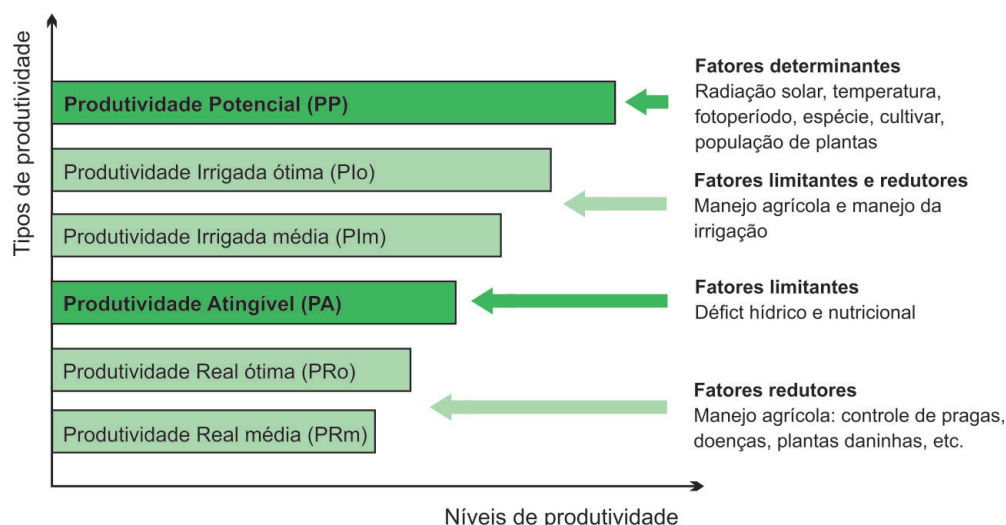 Tipos de produtividade
Produtividade Potencial (PP)
Produtividade Irrigada ótima (PIo)
Produtividade Irrigada média (PIm)
Produtividade Atingível (PA)
Produtividade Real ótima (PRo)
Produtividade Real média (PRm)
Fatores determinantes
Radiação solar, temperatura,
fotoperíodo, espécie, cultivar,
população de plantas
Fatores limitantes e redutores
Manejo agrícola e manejo da
irrigação
Fatores limitantes
Défict hídrico e nutricional
Fatores redutores
Manejo agrícola: controle de pragas,
doenças, plantas daninhas, etc.
Níveis de produtividade